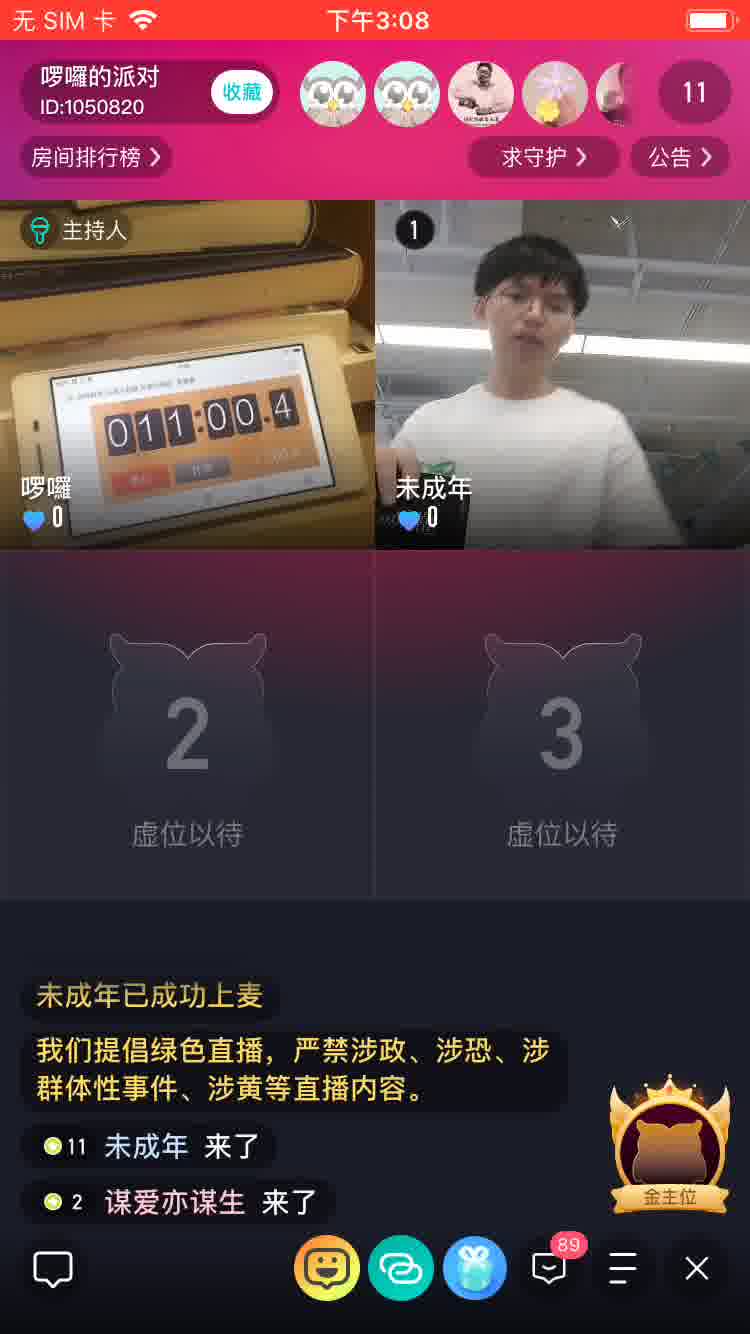 无 SIM 卡
下午3:08
啰囉的派对
ID:1050820
收藏
11
房间排行榜
求守护
公告
主持人
1
011:00.4
啰囉
0
未成年
0
2
虚位以待
3
虚位以待
未成年已成功上麦
我们提倡绿色直播，严禁涉政、涉恐、涉
群体性事件、涉黄等直播内容。
11 未成年 来了
2 谋爱亦谋生 来了
金主位
89